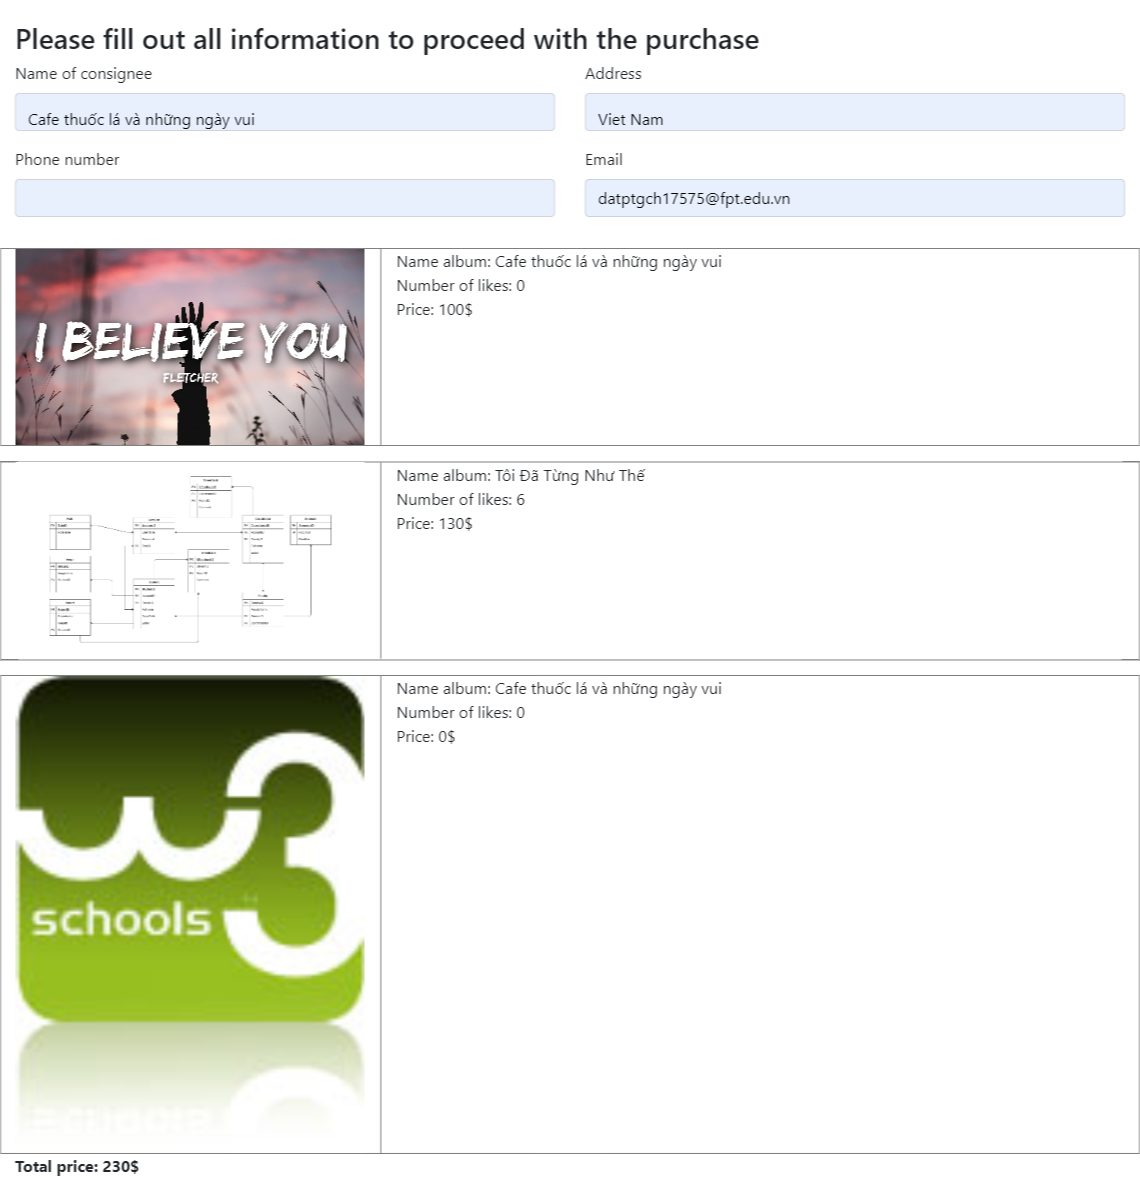 Please fill out all information to proceed with the purchase
Name of consignee
Address
Cafe thuốc lá và những ngày vui
Viet Nam
Phone number
Email
datptgch17575@fpt.edu.vn
I BELIEVE YOU
FLETCHER
Name album: Cafe thuốc lá và những ngày vui
Number of likes: 0
Price: 100$
Name album: Tôi Đã Từng Như Thế
Number of likes: 6
Price: 130$
w3
schools
Name album: Cafe thuốc lá và những ngày vui
Number of likes: 0
Price: 0$
Total price: 230$